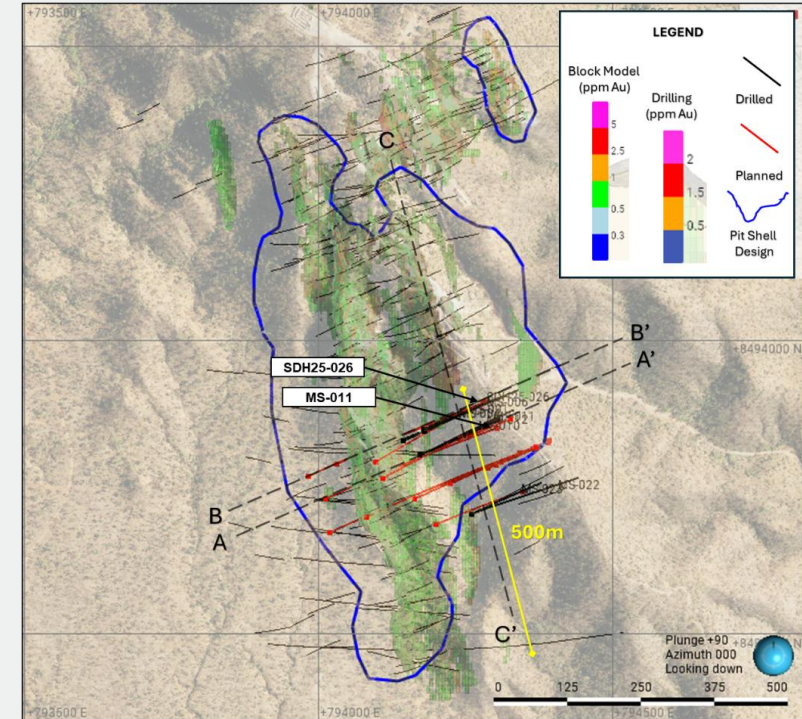 +793500 E
+794000 E
LEGEND
Block Model
(ppm Au)
5
2.5
1
0.5
0.3
Drilling
(ppm Au)
2
1.5
0.5
Drilled
Planned
Pit Shell
Design
C
B'
+8494000 N
A'
SDH25-026
MS-011
MS-022
B
A
500m
C'
Plunge +90
Azimuth 000
Looking down
0 125 250 375 500
+793500 E
+794000 E